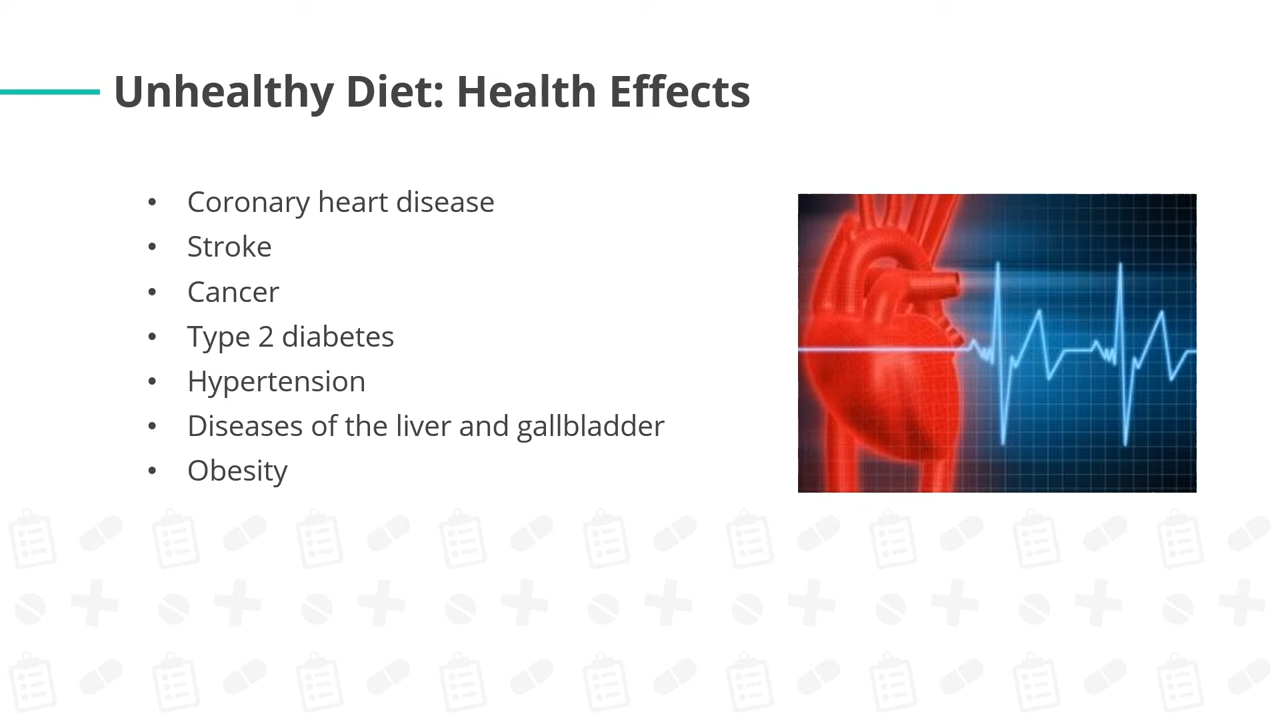 Unhealthy Diet: Health Effects
• Coronary heart disease
• Stroke
• Cancer
• Type 2 diabetes
• Hypertension
• Diseases of the liver and gallbladder
• Obesity